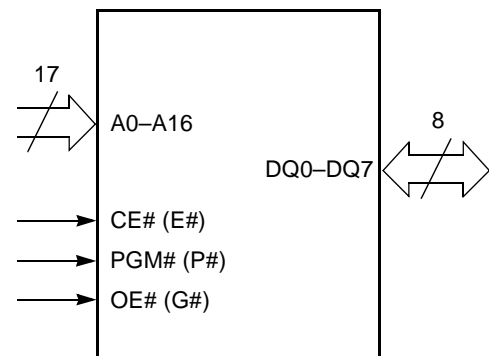 17
A0–A16
8
DQ0–DQ7
CE# (E#)
PGM# (P#)
OE# (G#)